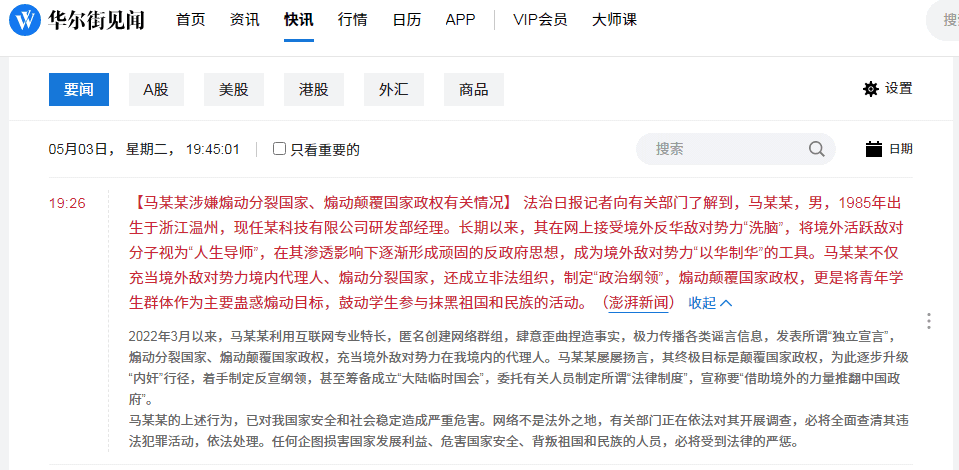 华尔街见闻 首页 资讯 快讯 行情 日历 APP VIP会员 大师课
要闻 A股 美股 港股 外汇 商品 设置
05月03日， 星期二， 19:45:01 只看重要的 搜索 日期
19:26 【马某某涉嫌煽动分裂国家、煽动颠覆国家政权有关情况】 法治日报记者向有关部门了解到，马某某，男，1985年出
生于浙江温州，现任某科技有限公司研发部经理。长期以来，其在网上接受境外反华敌对势力“洗脑”，将境外活跃敌对
分子视为“人生导师”，在其渗透影响下逐渐形成顽固的反政府思想，成为境外敌对势力“以华制华”的工具。马某某不仅
充当境外敌对势力境内代理人、煽动分裂国家，还成立非法组织，制定“政治纲领”，煽动颠覆国家政权，更是将青年学
生群体作为主要蛊惑煽动目标，鼓动学生参与抹黑祖国和民族的活动。（澎湃新闻） 收起
2022年3月以来，马某某利用互联网专业特长，匿名创建网络群组，肆意歪曲捏造事实，极力传播各类谣言信息，发表所谓“独立宣言”，
煽动分裂国家、煽动颠覆国家政权，充当境外敌对势力在我境内的代理人。马某某屡屡扬言，其终极目标是颠覆国家政权，为此逐步升级
“内奸”行径，着手制定反宣纲领，甚至筹备成立“大陆临时国会”，委托有关人员制定所谓“法律制度”，宣称要“借助境外的力量推翻中国政
府”。
马某某的上述行为，已对我国家安全和社会稳定造成严重危害。网络不是法外之地，有关部门正在依法对其开展调查，必将全面查清其违
法犯罪活动，依法处理。任何企图损害国家发展利益、危害国家安全、背叛祖国和民族的人员，必将受到法律的严惩。